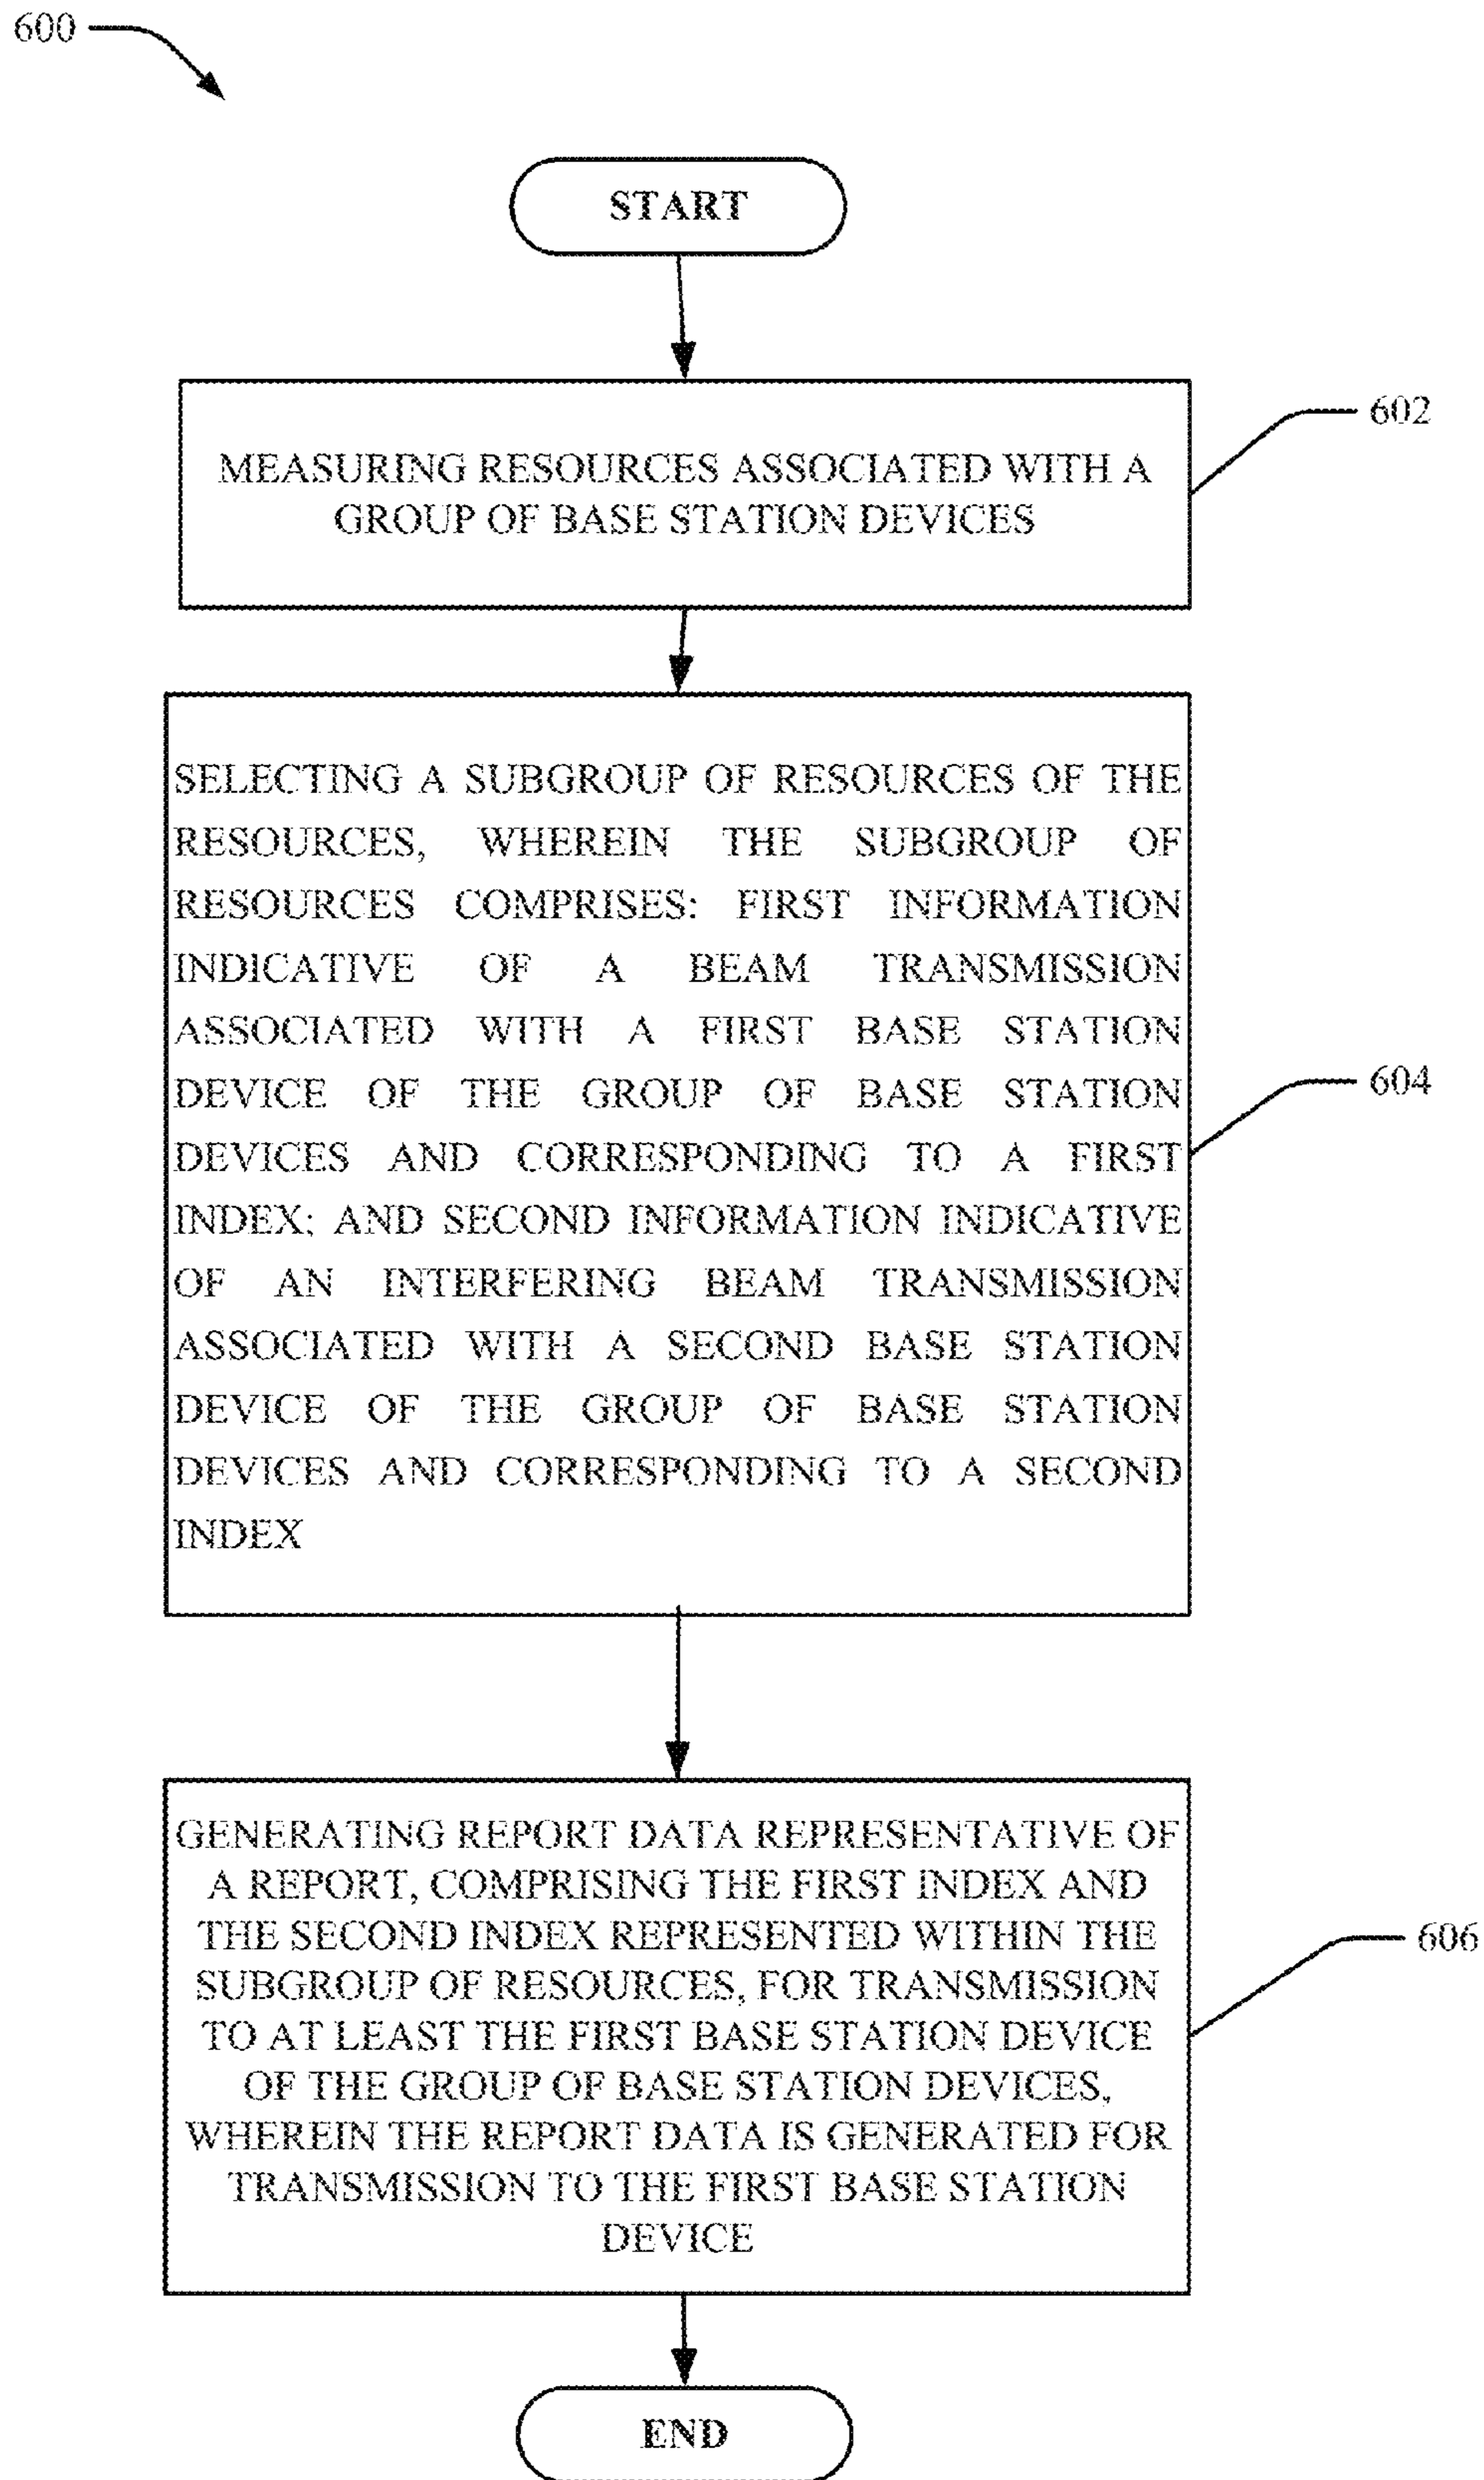 600
START
MEASURING RESOURCES ASSOCIATED WITH A
GROUP OF BASE STATION DEVICES
602
SELECTING A SUBGROUP OF RESOURCES OF THE
RESOURCES, WHEREIN THE SUBGROUP OF
RESOURCES COMPRISES: FIRST INFORMATION
INDICATIVE OF A BEAM TRANSMISSION
ASSOCIATED WITH A FIRST BASE STATION
DEVICE OF THE GROUP OF BASE STATION
DEVICES AND CORRESPONDING TO A FIRST
INDEX; AND SECOND INFORMATION INDICATIVE
OF AN INTERFERING BEAM TRANSMISSION
ASSOCIATED WITH A SECOND BASE STATION
DEVICE OF THE GROUP OF BASE STATION
DEVICES AND CORRESPONDING TO A SECOND
INDEX
604
GENERATING REPORT DATA REPRESENTATIVE OF
A REPORT, COMPRISING THE FIRST INDEX AND
THE SECOND INDEX REPRESENTED WITHIN THE
SUBGROUP OF RESOURCES, FOR TRANSMISSION
TO AT LEAST THE FIRST BASE STATION DEVICE
OF THE GROUP OF BASE STATION DEVICES,
WHEREIN THE REPORT DATA IS GENERATED FOR
TRANSMISSION TO THE FIRST BASE STATION
DEVICE
606
END